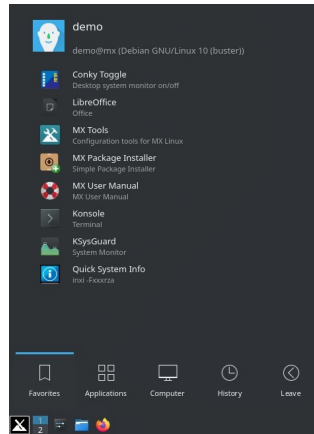 demo
demo@mx (Debian GNU/Linux 10 (buster))
Conky Toggle
Desktop system monitor on/off
LibreOffice
Office
MX Tools
Configuration tools for MX Linux
MX Package Installer
Simple Package Installer
MX User Manual
MX User Manual
Konsole
Terminal
KSysGuard
System Monitor
Quick System Info
inxi -Fxxxrza
Favorites Applications Computer History Leave
1
2